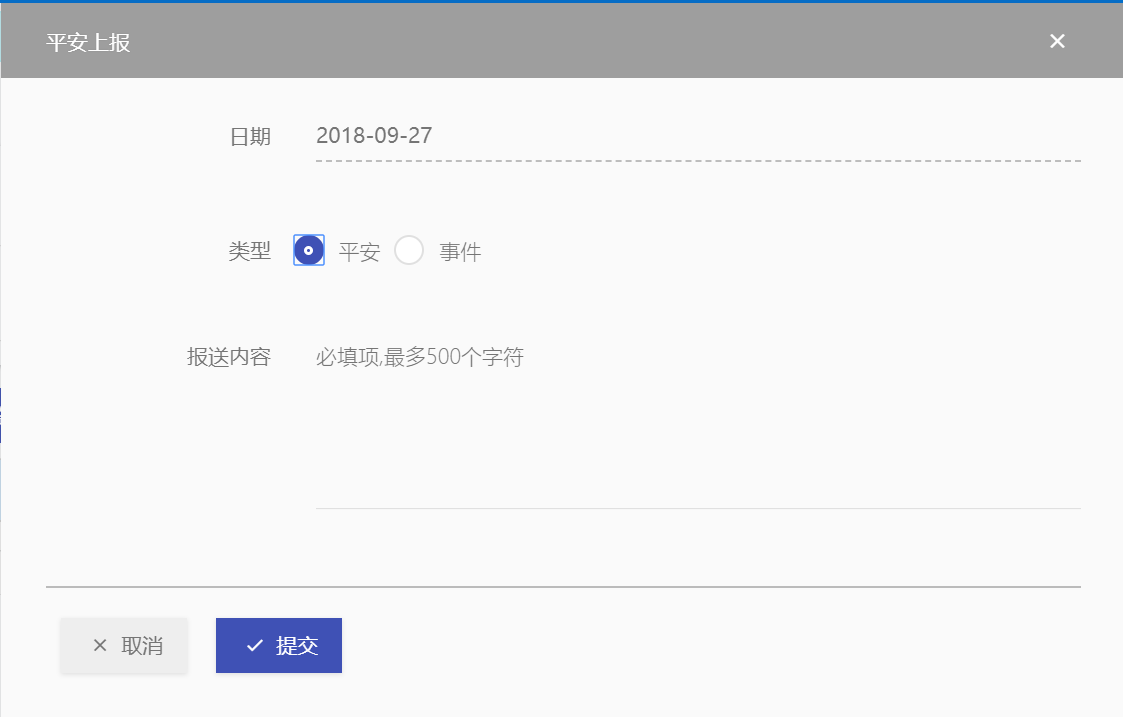 平安上报
日期 2018-09-27
类型 平安 事件
报送内容 必填项,最多500个字符
取消 提交